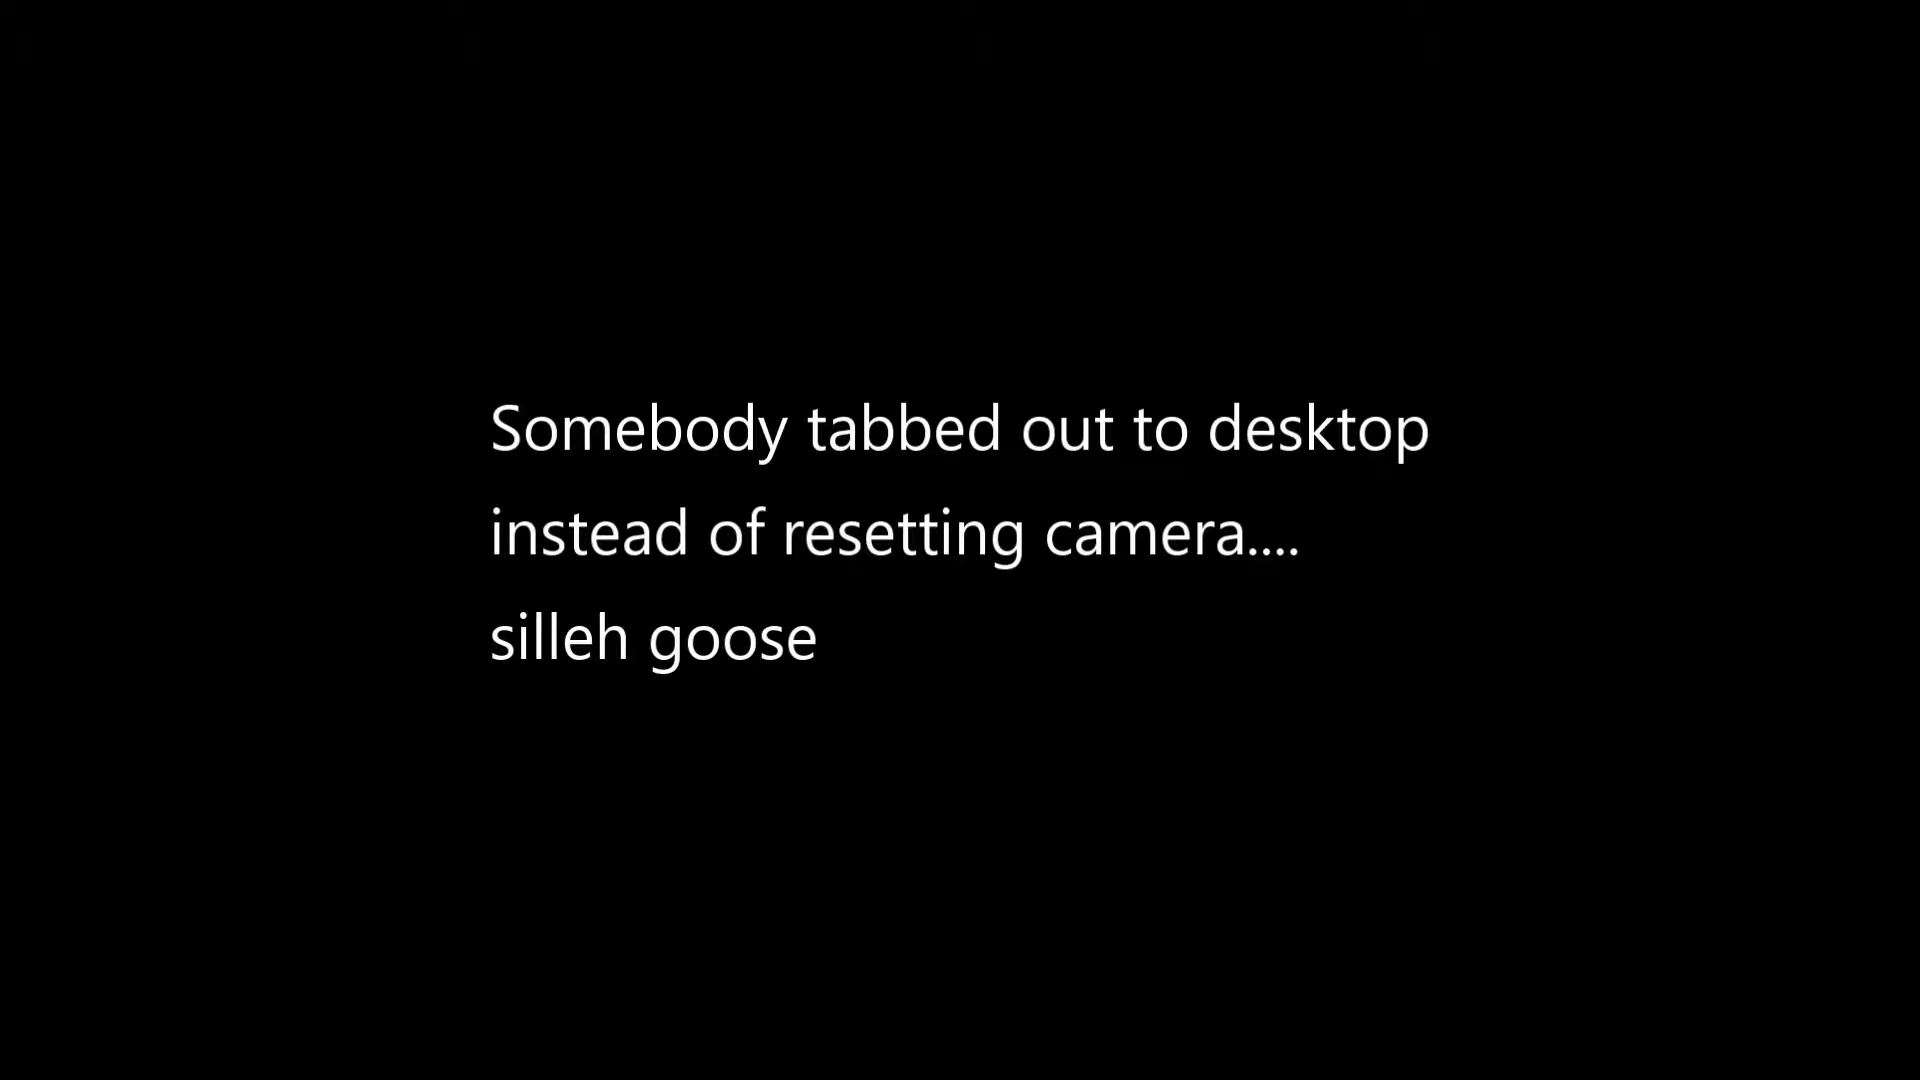 Somebody tabbed out to desktop
instead of resetting camera....
silleh goose